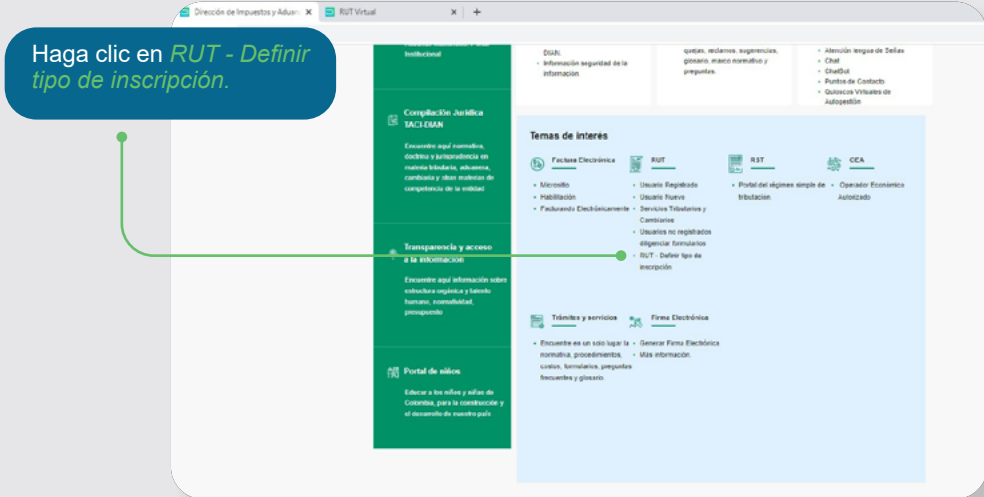 Dirección de Impuestos y Aduan
RUT Virtual
Haga clic en RUT - Definir
tipo de inscripción.
Institucional
Compilación Jurídica
TACI-DIAN
Encuentre aquí normativa,
doctrina y jurisprudencia en
materia tributaria, aduanera,
cambiaria y otras materias de
competencia de la entidad
Transparencia y acceso
a la información
Encuentre aquí información sobre
estructura orgánica y talento
humano, normatividad,
presupuesto
Portal de niños
Educar a los niños y niñas de
Colombia, para la construcción y
el desarrollo de nuestro país
DIAN.
• Información seguridad de la
información
quejas, reclamos, sugerencias,
glosario, marco normativo y
preguntas.
• Atención lengua de Señas
• Chat
• ChatBot
• Puntos de Contacto
• Quioscos Virtuales de
Autogestión
Temas de interés
Factura Electrónica
• Micrositio
• Habilitación
• Facturando Electrónicamente
RUT
• Usuario Registrado
• Usuario Nuevo
• Servicios Tributarios y
Cambiarios
• Usuarios no registrados
diligenciar formularios
• RUT - Definir tipo de
inscripción
RST
• Portal del régimen simple de
tributación
OEA
• Operador Económico
Autorizado
Trámites y servicios
• Encuentre en un solo lugar la
normativa, procedimientos,
costos, formularios, preguntas
frecuentes y glosario.
Firma Electrónica
• Generar Firma Electrónica
• Más información.